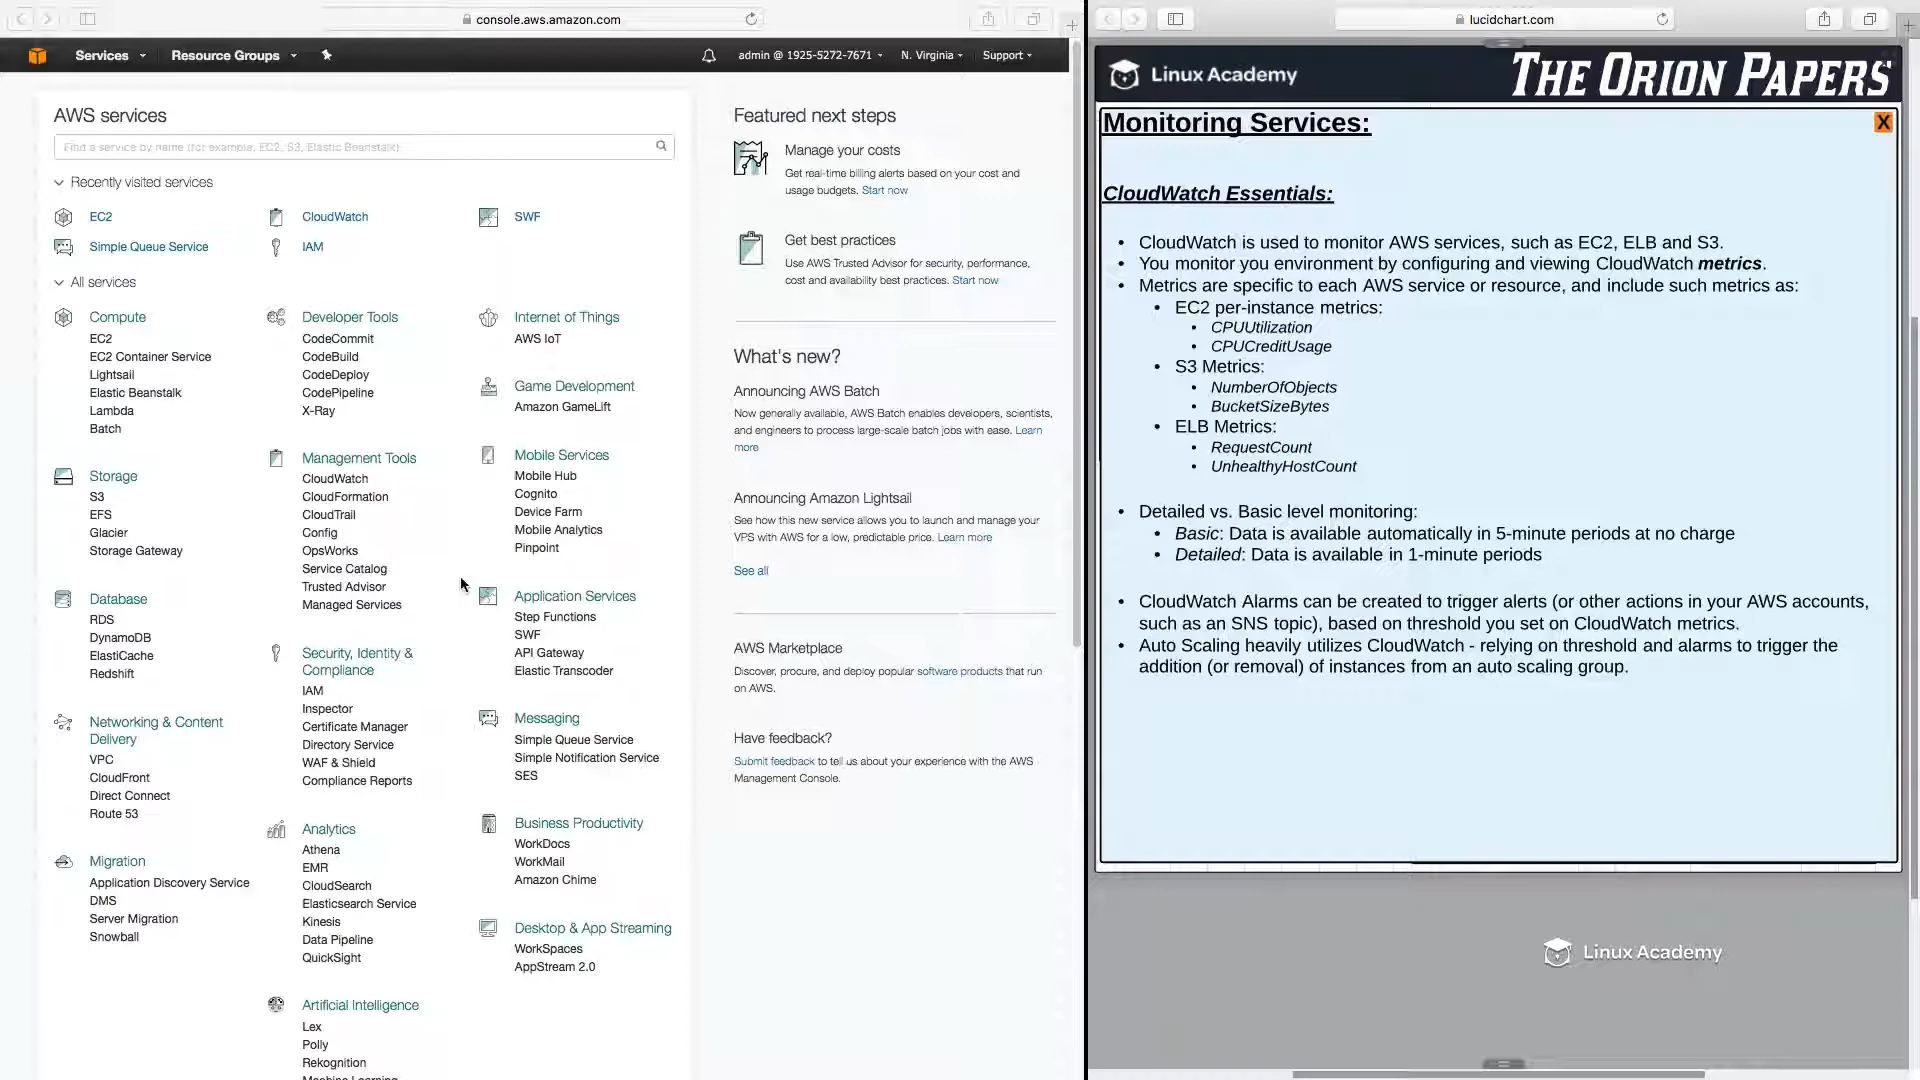 console.aws.amazon.com
Services
Resource Groups
admin @ 1925-5272-7671
N. Virginia
Support
AWS services
Find a service by name (for example, EC2, S3, Elastic Beanstalk).
Recently visited services
EC2
CloudWatch
SWF
Simple Queue Service
IAM
All services
Compute
EC2
EC2 Container Service
Lightsail
Elastic Beanstalk
Lambda
Batch
Storage
S3
EFS
Glacier
Storage Gateway
Database
RDS
DynamoDB
ElastiCache
Redshift
Networking & Content
Delivery
VPC
CloudFront
Direct Connect
Route 53
Migration
Application Discovery Service
DMS
Server Migration
Snowball
Developer Tools
CodeCommit
CodeBuild
CodeDeploy
CodePipeline
X-Ray
Management Tools
CloudWatch
CloudFormation
CloudTrail
Config
OpsWorks
Service Catalog
Trusted Advisor
Managed Services
Security, Identity &
Compliance
IAM
Inspector
Certificate Manager
Directory Service
WAF & Shield
Compliance Reports
Analytics
Athena
EMR
CloudSearch
Elasticsearch Service
Kinesis
Data Pipeline
QuickSight
Artificial Intelligence
Lex
Polly
Rekognition
Machine Learning
Internet of Things
AWS IoT
Game Development
Amazon GameLift
Mobile Services
Mobile Hub
Cognito
Device Farm
Mobile Analytics
Pinpoint
Application Services
Step Functions
SWF
API Gateway
Elastic Transcoder
Messaging
Simple Queue Service
Simple Notification Service
SES
Business Productivity
WorkDocs
WorkMail
Amazon Chime
Desktop & App Streaming
WorkSpaces
AppStream 2.0
Featured next steps
Manage your costs
Get real-time billing alerts based on your cost and
usage budgets. Start now
Get best practices
Use AWS Trusted Advisor for security, performance,
cost and availability best practices. Start now
What's new?
Announcing AWS Batch
Now generally available, AWS Batch enables developers, scientists,
and engineers to process large-scale batch jobs with ease. Learn
more
Announcing Amazon Lightsail
See how this new service allows you to launch and manage your
VPS with AWS for a low, predictable price. Learn more
See all
AWS Marketplace
Discover, procure, and deploy popular software products that run
on AWS.
Have feedback?
Submit feedback to tell us about your experience with the AWS
Management Console.
lucidchart.com
Linux Academy
THE ORION PAPERS
Monitoring Services:
X
CloudWatch Essentials:
• CloudWatch is used to monitor AWS services, such as EC2, ELB and S3.
• You monitor you environment by configuring and viewing CloudWatch metrics.
• Metrics are specific to each AWS service or resource, and include such metrics as:
• EC2 per-instance metrics:
• CPUUtilization
• CPUCreditUsage
• S3 Metrics:
• NumberOfObjects
• BucketSizeBytes
• ELB Metrics:
• RequestCount
• UnhealthyHostCount
• Detailed vs. Basic level monitoring:
• Basic: Data is available automatically in 5-minute periods at no charge
• Detailed: Data is available in 1-minute periods
• CloudWatch Alarms can be created to trigger alerts (or other actions in your AWS accounts,
such as an SNS topic), based on threshold you set on CloudWatch metrics.
• Auto Scaling heavily utilizes CloudWatch - relying on threshold and alarms to trigger the
addition (or removal) of instances from an auto scaling group.
Linux Academy